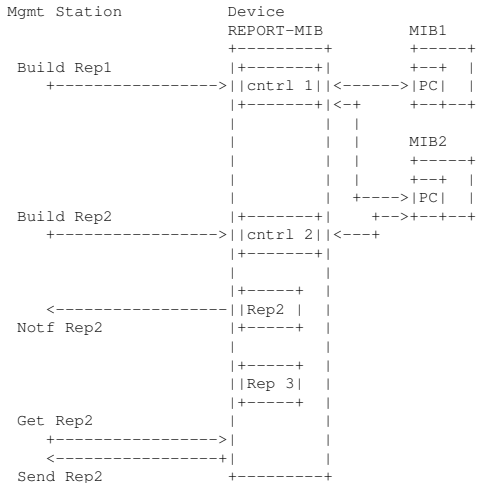 Mgmt Station Device
REPORT-MIB MIB1
Build Rep1
cntrl 1 PC
MIB2
PC
Build Rep2
cntrl 2
Rep2
Notf Rep2
Rep 3
Get Rep2
Send Rep2